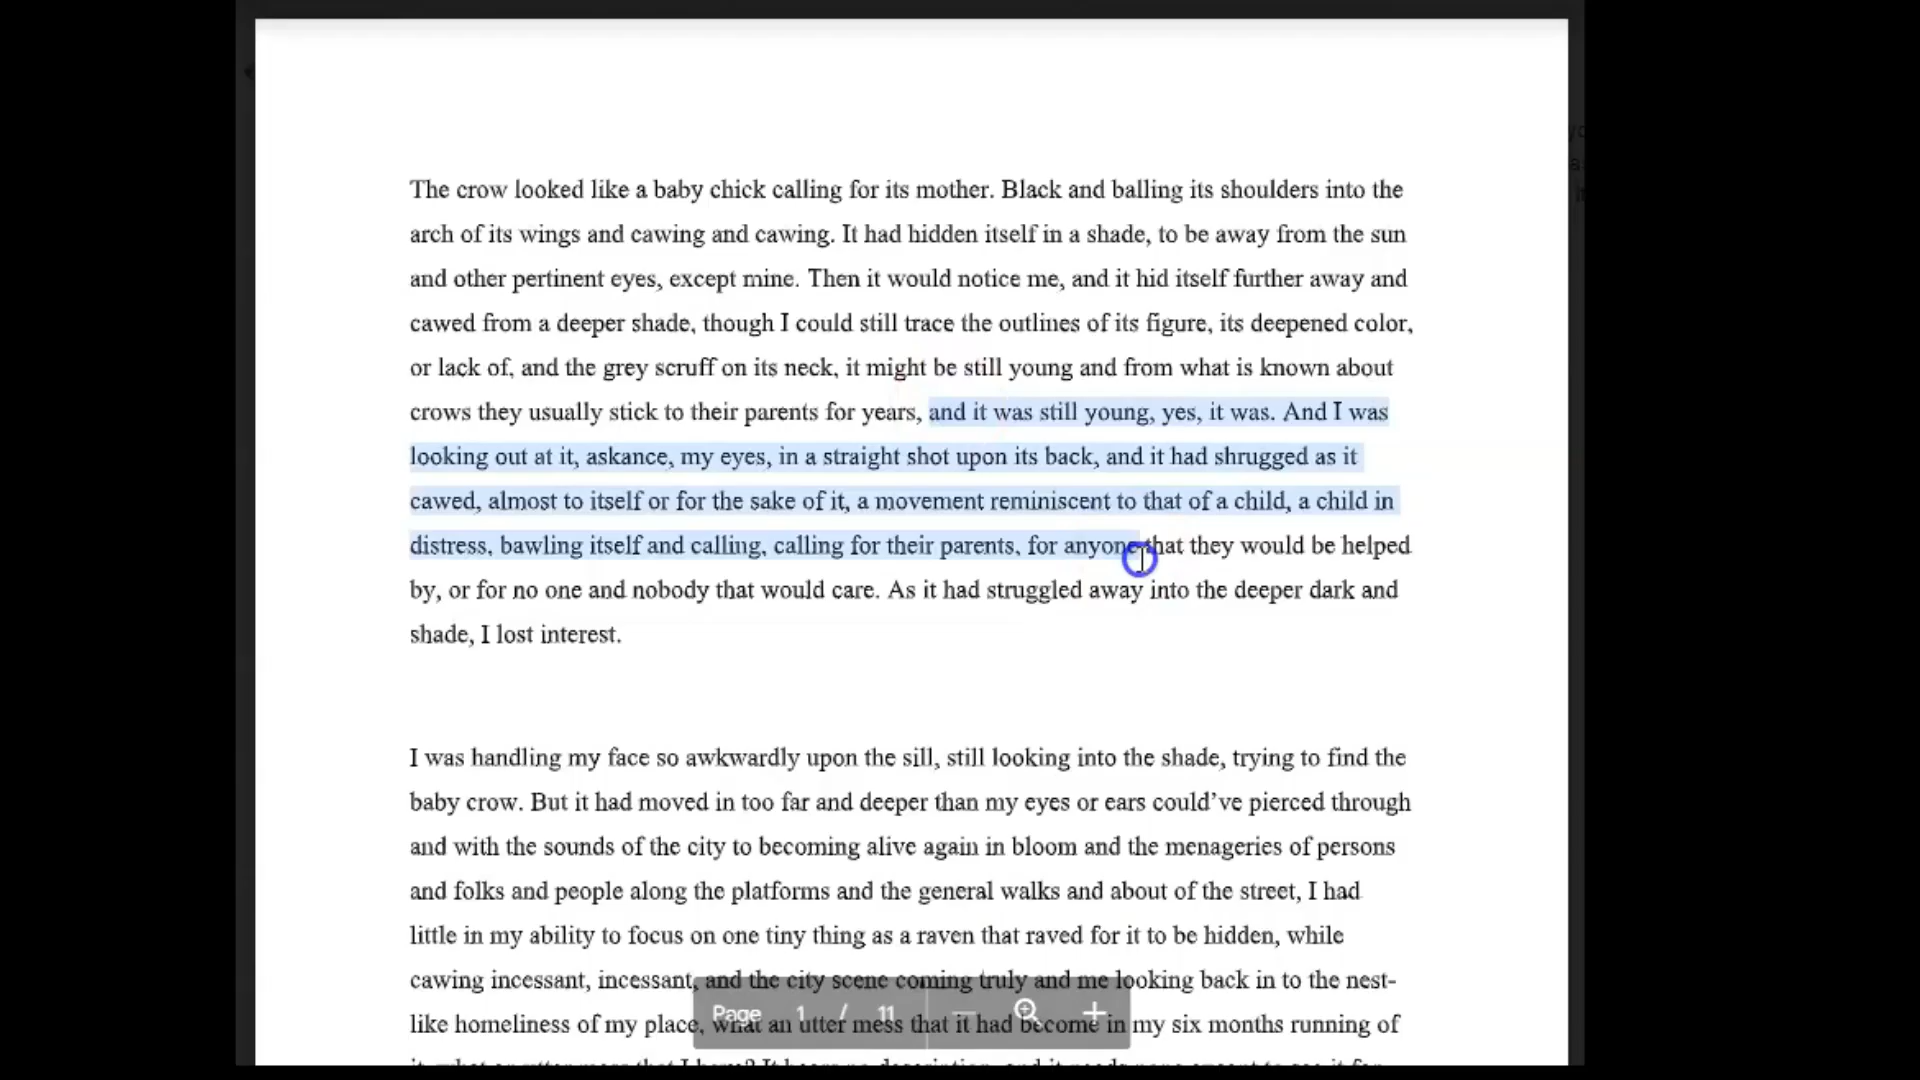 The crow looked like a baby chick calling for its mother. Black and balling its shoulders into the
arch of its wings and cawing and cawing. It had hidden itself in a shade, to be away from the sun
and other pertinent eyes, except mine. Then it would notice me, and it hid itself further away and
cawed from a deeper shade, though I could still trace the outlines of its figure, its deepened color,
or lack of, and the grey scruff on its neck, it might be still young and from what is known about
crows they usually stick to their parents for years, and it was still young, yes, it was. And I was
looking out at it, askance, my eyes, in a straight shot upon its back, and it had shrugged as it
cawed, almost to itself or for the sake of it, a movement reminiscent to that of a child, a child in
distress, bawling itself and calling, calling for their parents, for anyone that they would be helped
by, or for no one and nobody that would care. As it had struggled away into the deeper dark and
shade, I lost interest.
I was handling my face so awkwardly upon the sill, still looking into the shade, trying to find the
baby crow. But it had moved in too far and deeper than my eyes or ears could’ve pierced through
and with the sounds of the city to becoming alive again in bloom and the menageries of persons
and folks and people along the platforms and the general walks and about of the street, I had
little in my ability to focus on one tiny thing as a raven that raved for it to be hidden, while
cawing incessant, incessant, and the city scene coming truly and me looking back in to the nest-
like homeliness of my place, what an utter mess that it had become in my six months running of
Page 1 / 11